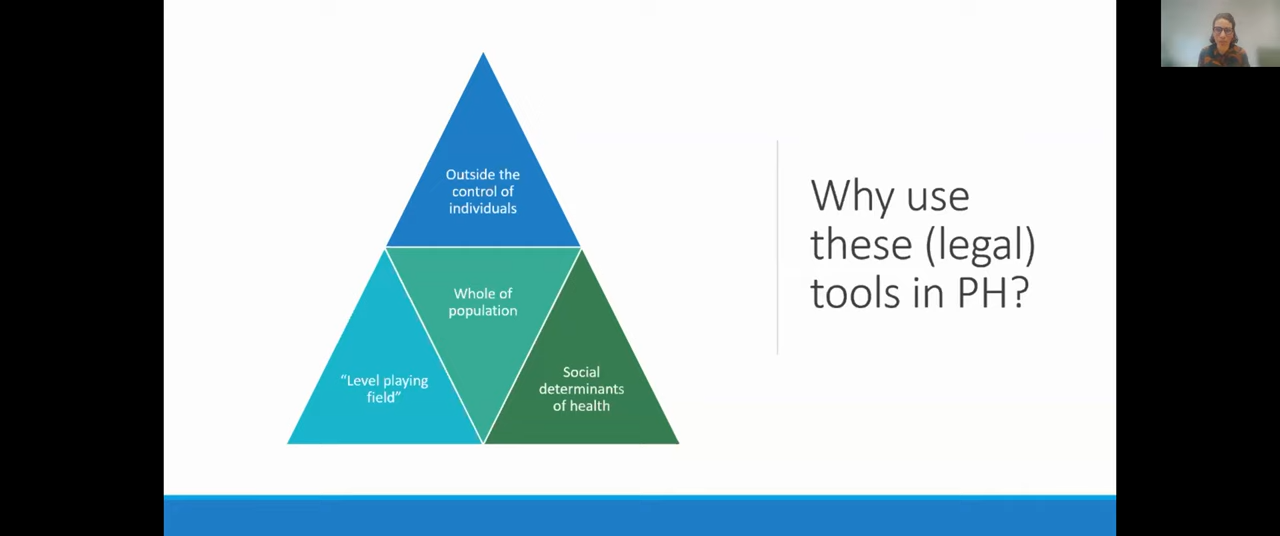 Outside the
control of
individuals
Whole of
population
“Level playing
field”
Social
determinants
of health
Why use
these (legal)
tools in PH?